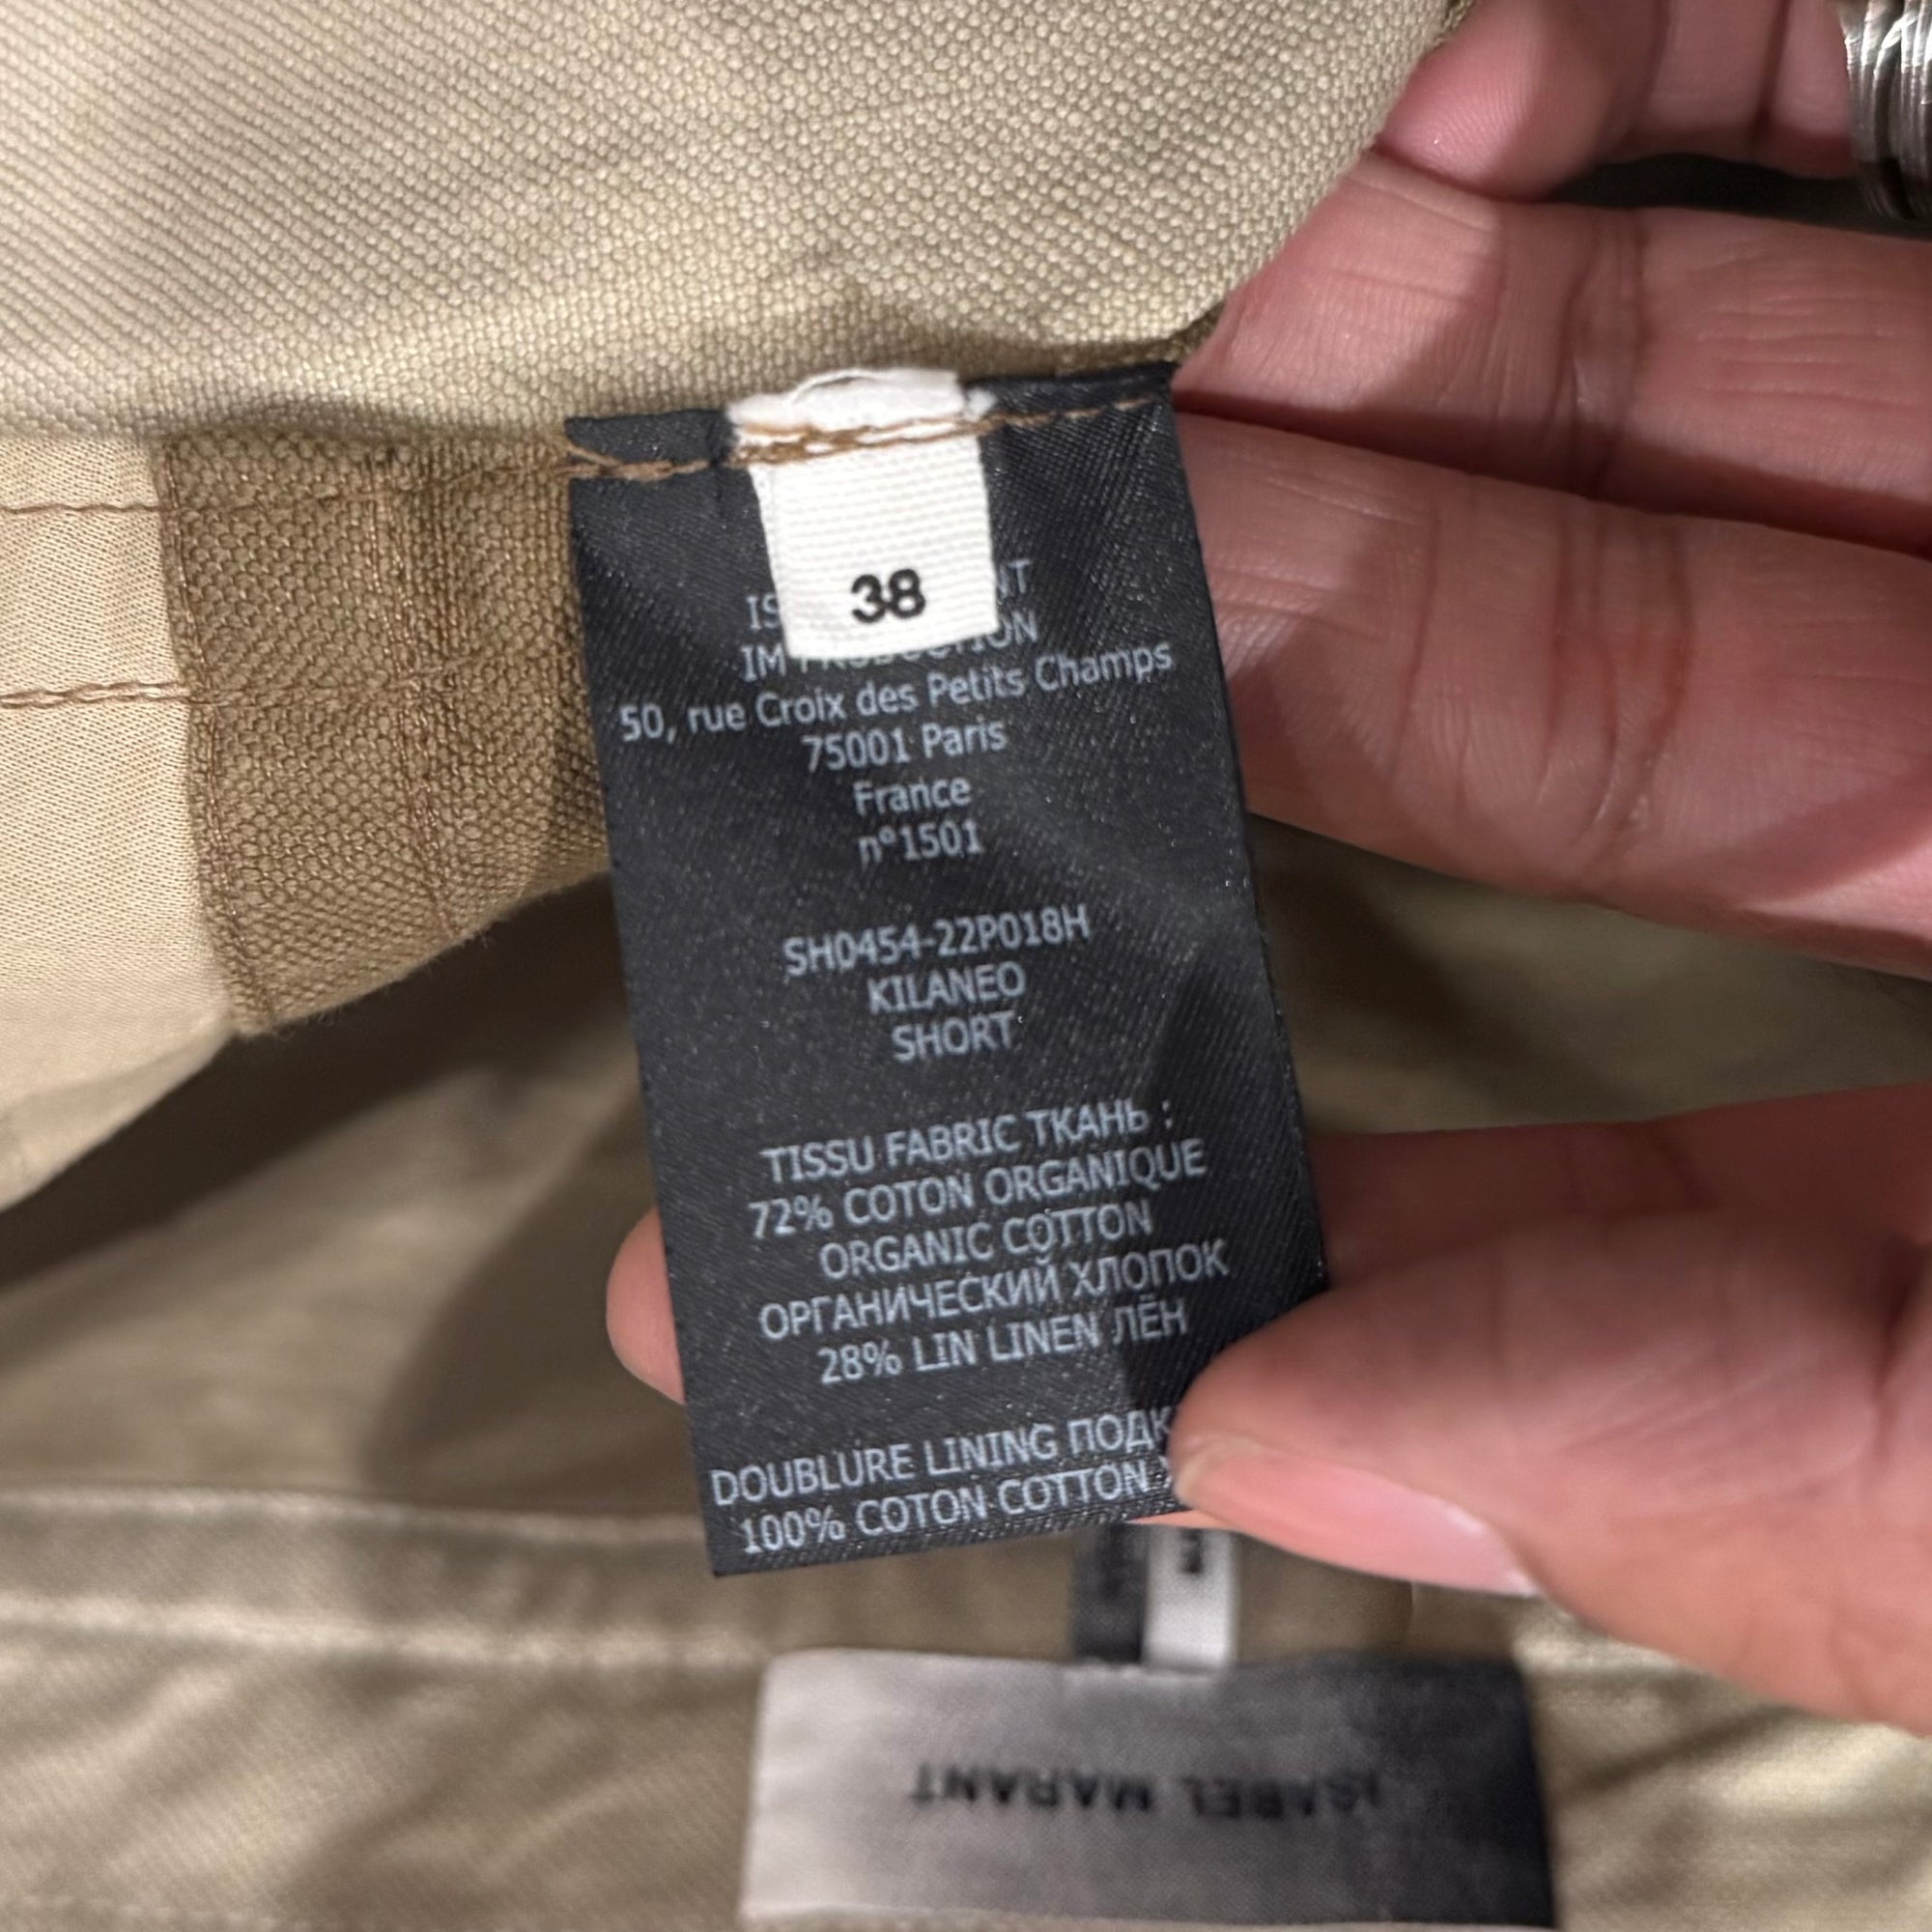 38
IM PRODUCTION
50, rue Croix des Petits Champs
75001 Paris
France
n°1501
SH0454-22P018H
KILANEO
SHORT
TISSU FABRIC ТКАНЬ :
72% COTON ORGANIQUE
ORGANIC COTTON
ОРГАНИЧЕСКИЙ ХЛОПОК
28% LIN LINEN ЛЁН
DOUBLURE LINING
100% COTON COTTON
ISABEL MARANT